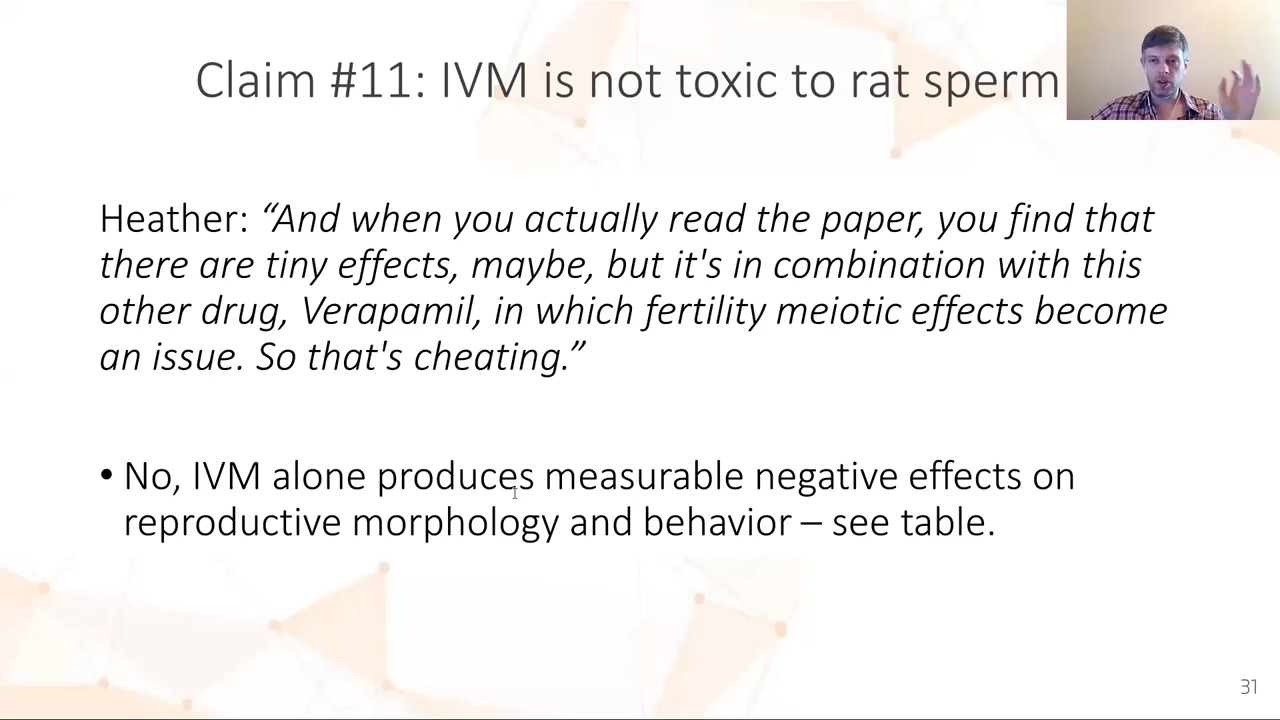 Claim #11: IVM is not toxic to rat sperm
Heather: “And when you actually read the paper, you find that
there are tiny effects, maybe, but it's in combination with this
other drug, Verapamil, in which fertility meiotic effects become
an issue. So that's cheating.”
• No, IVM alone produces measurable negative effects on
reproductive morphology and behavior – see table.
31